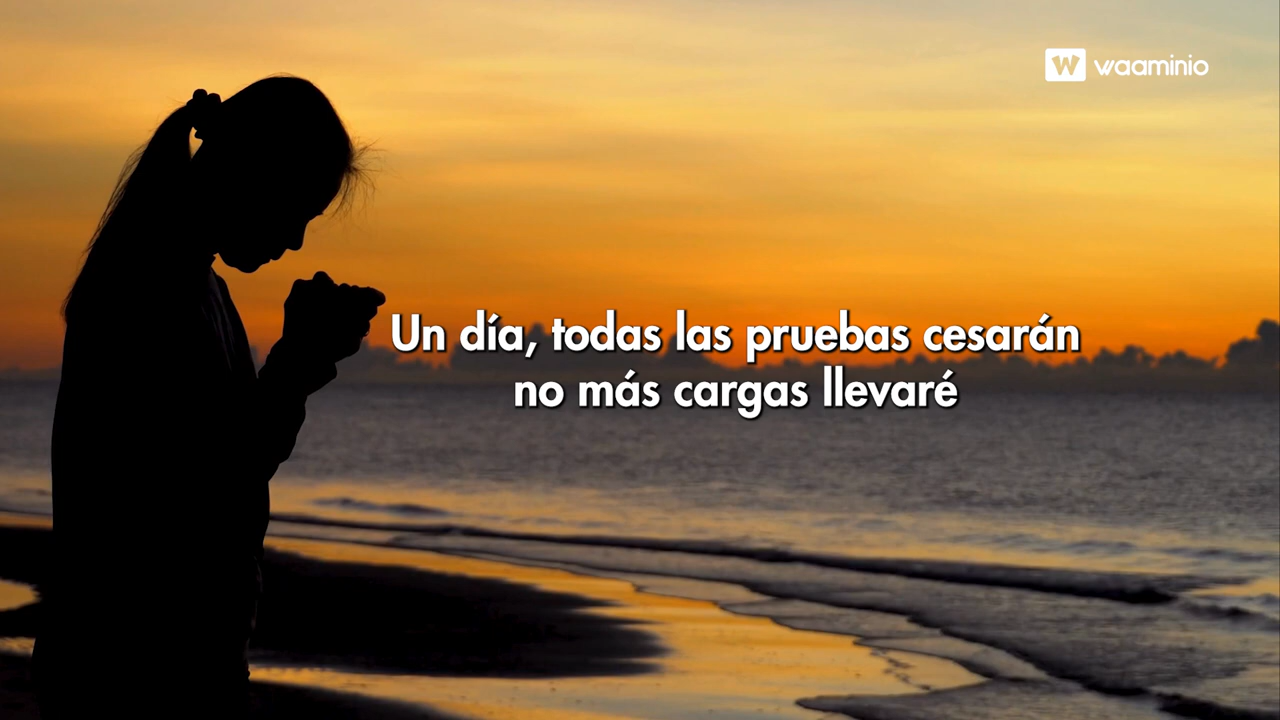 waaminio
Un día, todas las pruebas cesarán
no más cargas llevaré